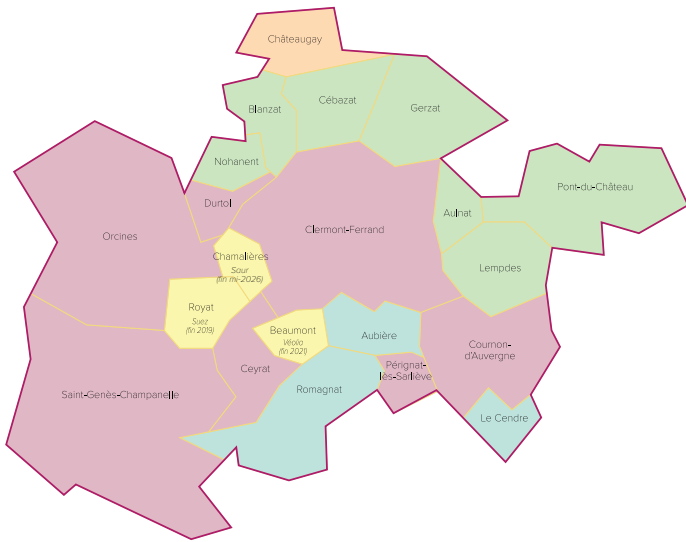 Châteaugay
Cébazat
Gerzat
Blanzat
Nohanent
Pont-du-Château
Durtol
Aulnat
Orcines
Clermont-Ferrand
Chamalières
Saur
(fin mi-2026)
Lempdes
Royat
Suez
(fin 2019)
Beaumont
Véolia
(fin 2021)
Aubière
Cournon-
d'Auvergne
Ceyrat
Pérignat
-lès-Sarliève
Saint-Genès-Champanelle
Romagnat
Le Cendre